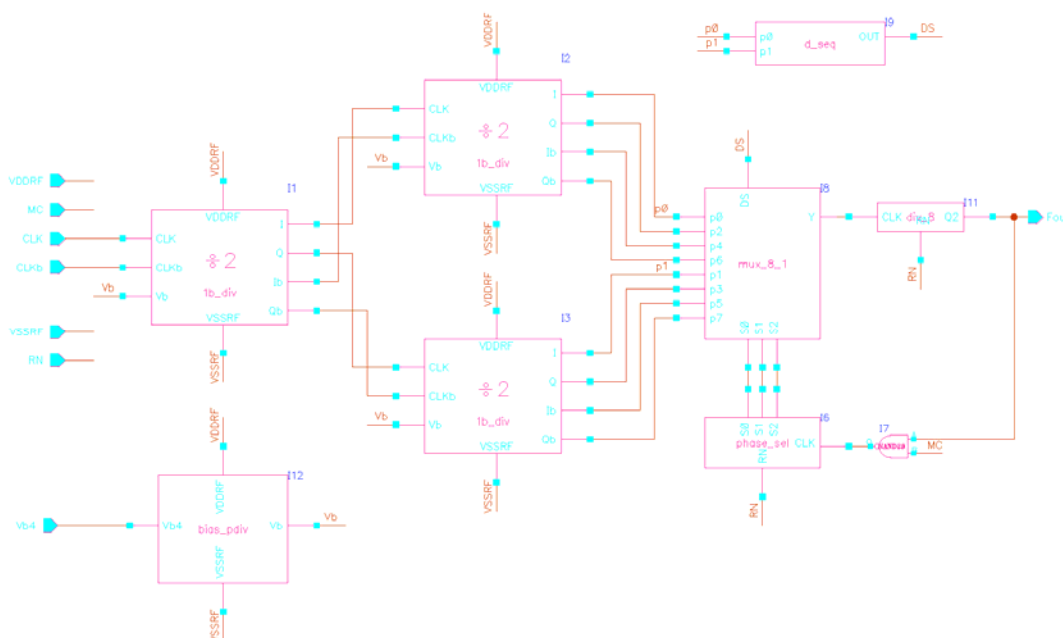 I9
p0
p1
p0
p1
d_seq
OUT
DS
VDDRF
I2
VDDRF
CLK
CLKb
Vb
Vb
÷2
1b_div
VSSRF
VSSRF
I
Q
Ib
Qb
VDDRF
MC
CLK
CLKb
Vb
VSSRF
RN
VDDRF
I1
VDDRF
CLK
CLKb
Vb
÷2
1b_div
VSSRF
VSSRF
I
Q
Ib
Qb
VDDRF
I3
VDDRF
CLK
CLKb
Vb
Vb
÷2
1b_div
VSSRF
VSSRF
I
Q
Ib
Qb
DS
I8
DS
p0
p1
p0
p2
p4
p6
p1
p3
p5
p7
mux_8_1
Y
S0
S1
S2
I11
CLK
Q2
RN
I6
S0
S1
S2
phase_sel
CLK
RN
RN
I7
MC
VDDRF
I12
VDDRF
Vb4
Vb4
bias_pdiv
Vb
Vb
VSSRF
VSSRF